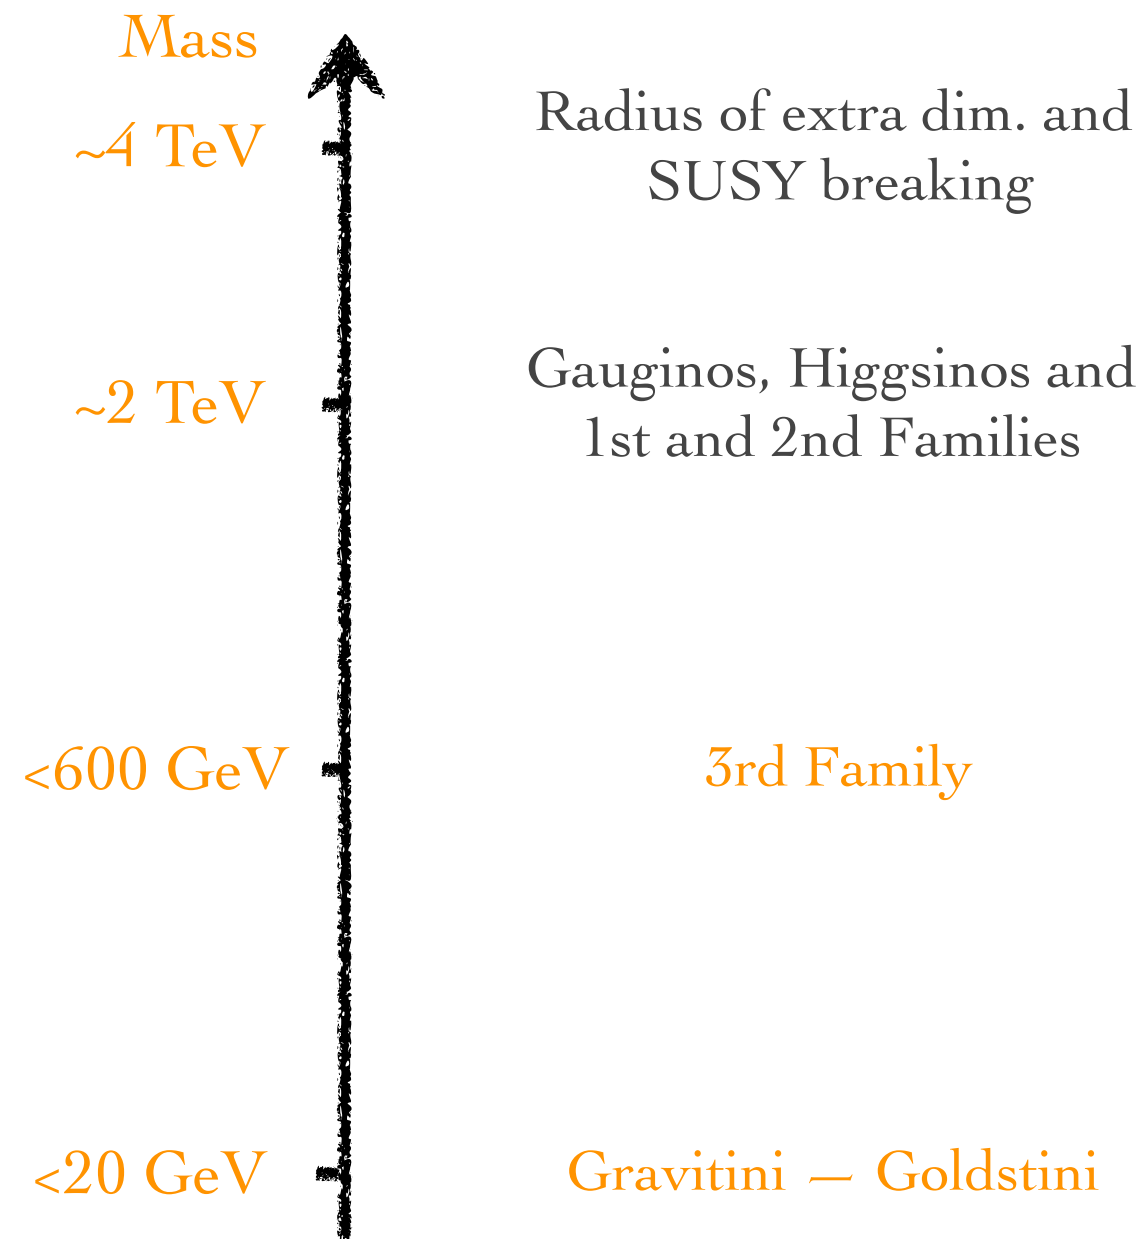 Mass
~4 TeV
Radius of extra dim. and
SUSY breaking
~2 TeV
Gauginos, Higgsinos and
1st and 2nd Families
<600 GeV
3rd Family
<20 GeV
Gravitini — Goldstini